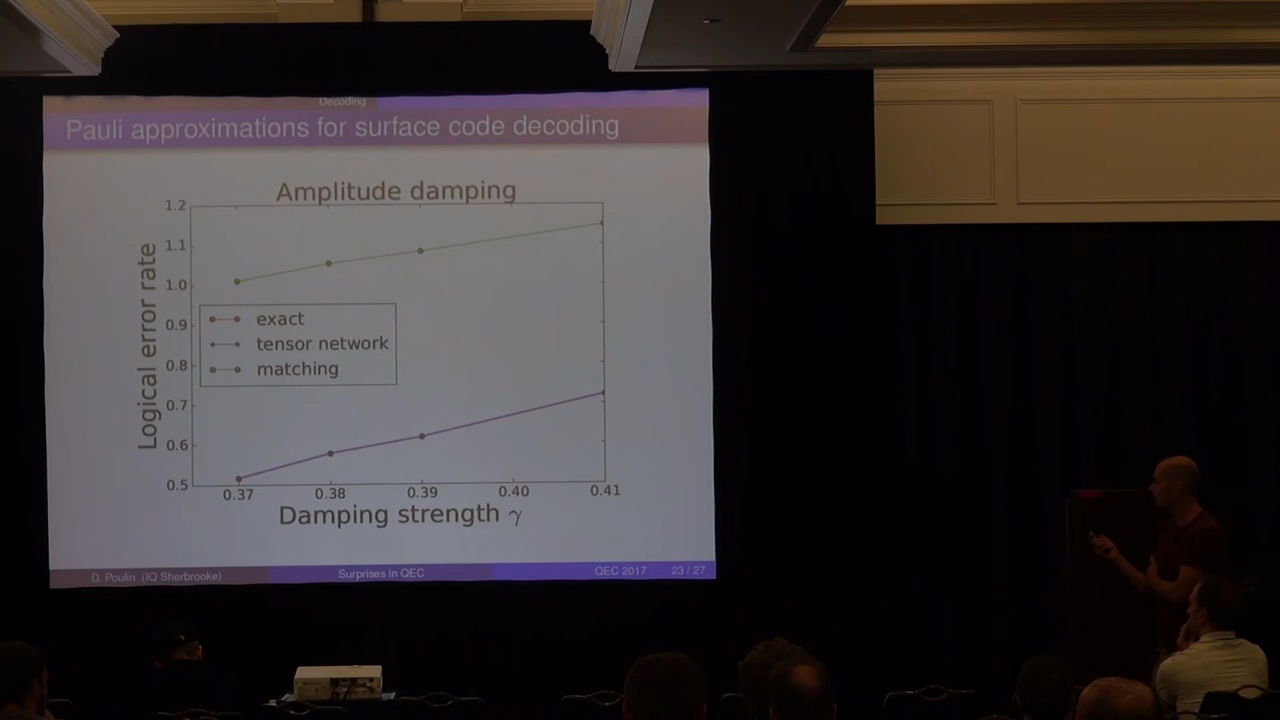 Decoding
Pauli approximations for surface code decoding
Amplitude damping
Logical error rate
1.2
1.1
1.0
0.9
0.8
0.7
0.6
0.5
exact
tensor network
matching
0.37 0.38 0.39 0.40 0.41
Damping strength γ
D. Poulin (IQ Sherbrooke) Surprises in QEC QEC 2017 23 / 27